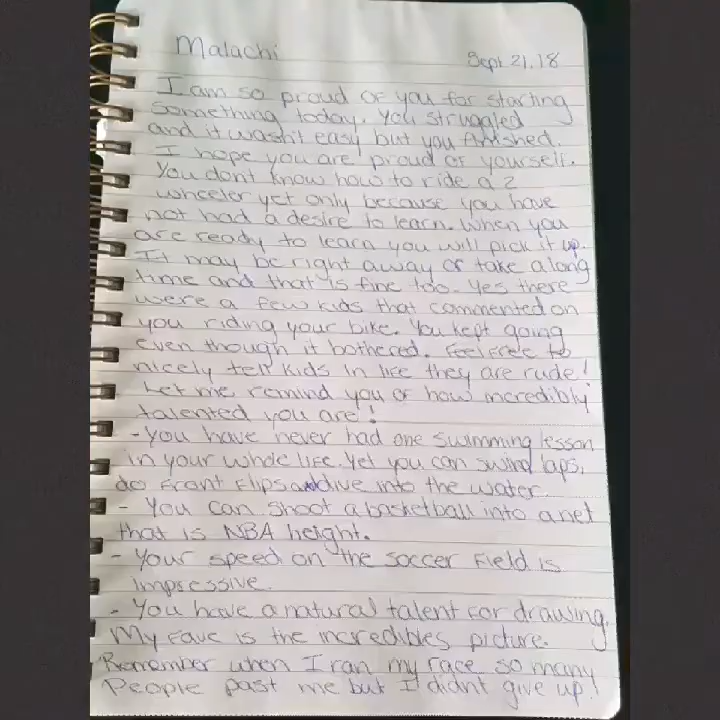 Malachi
Sept 21, 18
I am so proud of you for starting
something today. You struggled
and it wasn't easy but you finished.
I hope you are proud of yourself.
You dont know how to ride a 2
wheeler yet only because you have
not had a desire to learn. When you
are ready to learn you will pick it up.
It may be right away or take a long
time and that is fine too. Yes there
were a few kids that commented on
you riding your bike. You kept going
even though it bothered. Feel free to
nicely tell kids in life they are rude!
Let me remind you of how incredibly
talented you are!
- You have never had one swimming lesson
in your whole life. Yet you can swim laps,
do front flips and dive into the water.
- You can shoot a basketball into a net
that is NBA height.
- Your speed on the soccer field is
impressive.
- You have a natural talent for drawing.
My fave is the incredibles picture.
Remember when I ran my race so many
People past me but I didnt give up!